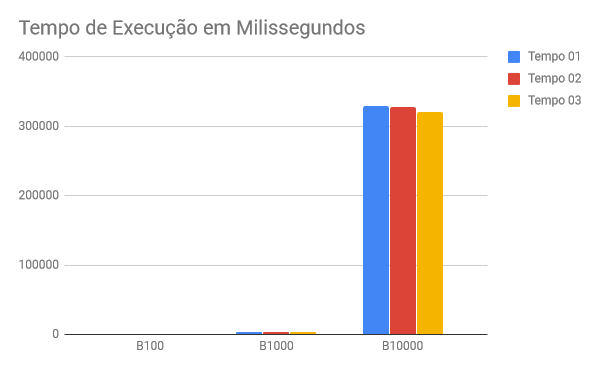 Tempo de Execução em Milissegundos
400000
300000
200000
100000
0
B100
B1000
B10000
Tempo 01
Tempo 02
Tempo 03